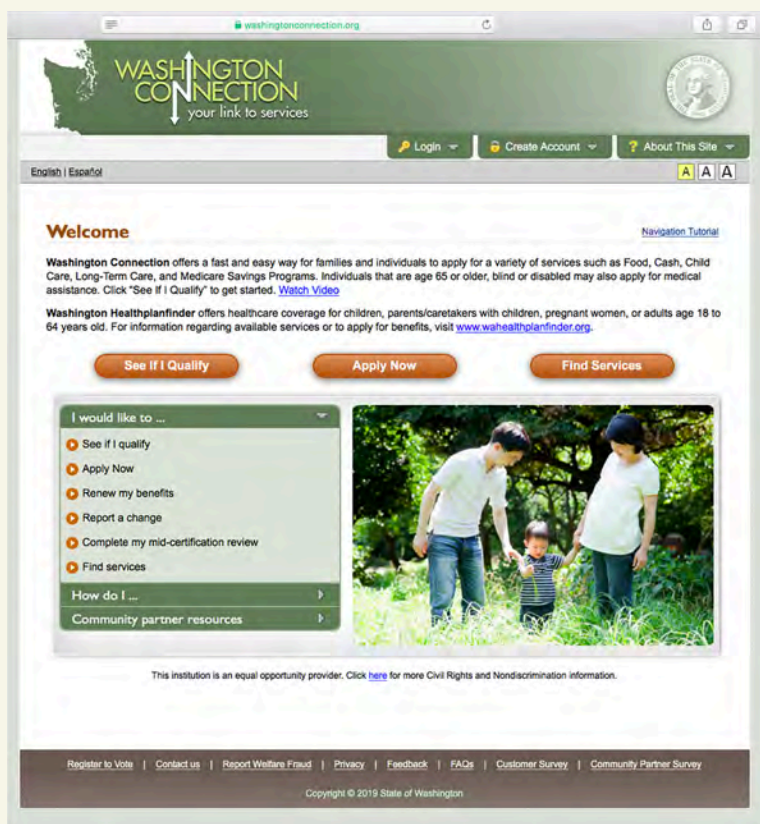 washingtonconnection.org
WASHINGTON
CONNECTION
your link to services
Login
Create Account
? About This Site
English | Español
A A A
Welcome
Navigation Tutorial
Washington Connection offers a fast and easy way for families and individuals to apply for a variety of services such as Food, Cash, Child
Care, Long-Term Care, and Medicare Savings Programs. Individuals that are age 65 or older, blind or disabled may also apply for medical
assistance. Click "See If I Qualify" to get started. Watch Video
Washington Healthplanfinder offers healthcare coverage for children, parents/caretakers with children, pregnant women, or adults age 18 to
64 years old. For information regarding available services or to apply for benefits, visit www.wahealthplanfinder.org.
See If I Qualify
Apply Now
Find Services
I would like to ...
See if I qualify
Apply Now
Renew my benefits
Report a change
Complete my mid-certification review
Find services
How do I ...
Community partner resources
This institution is an equal opportunity provider. Click here for more Civil Rights and Nondiscrimination information.
Register to Vote | Contact us | Report Welfare Fraud | Privacy | Feedback | FAQs | Customer Survey | Community Partner Survey
Copyright © 2019 State of Washington